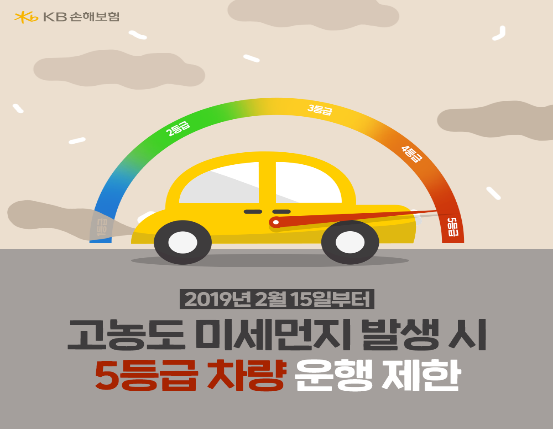 KB 손해보험
2등급
3등급
4등급
5등급
2019년 2월 15일부터
고농도 미세먼지 발생 시
5등급 차량 운행 제한